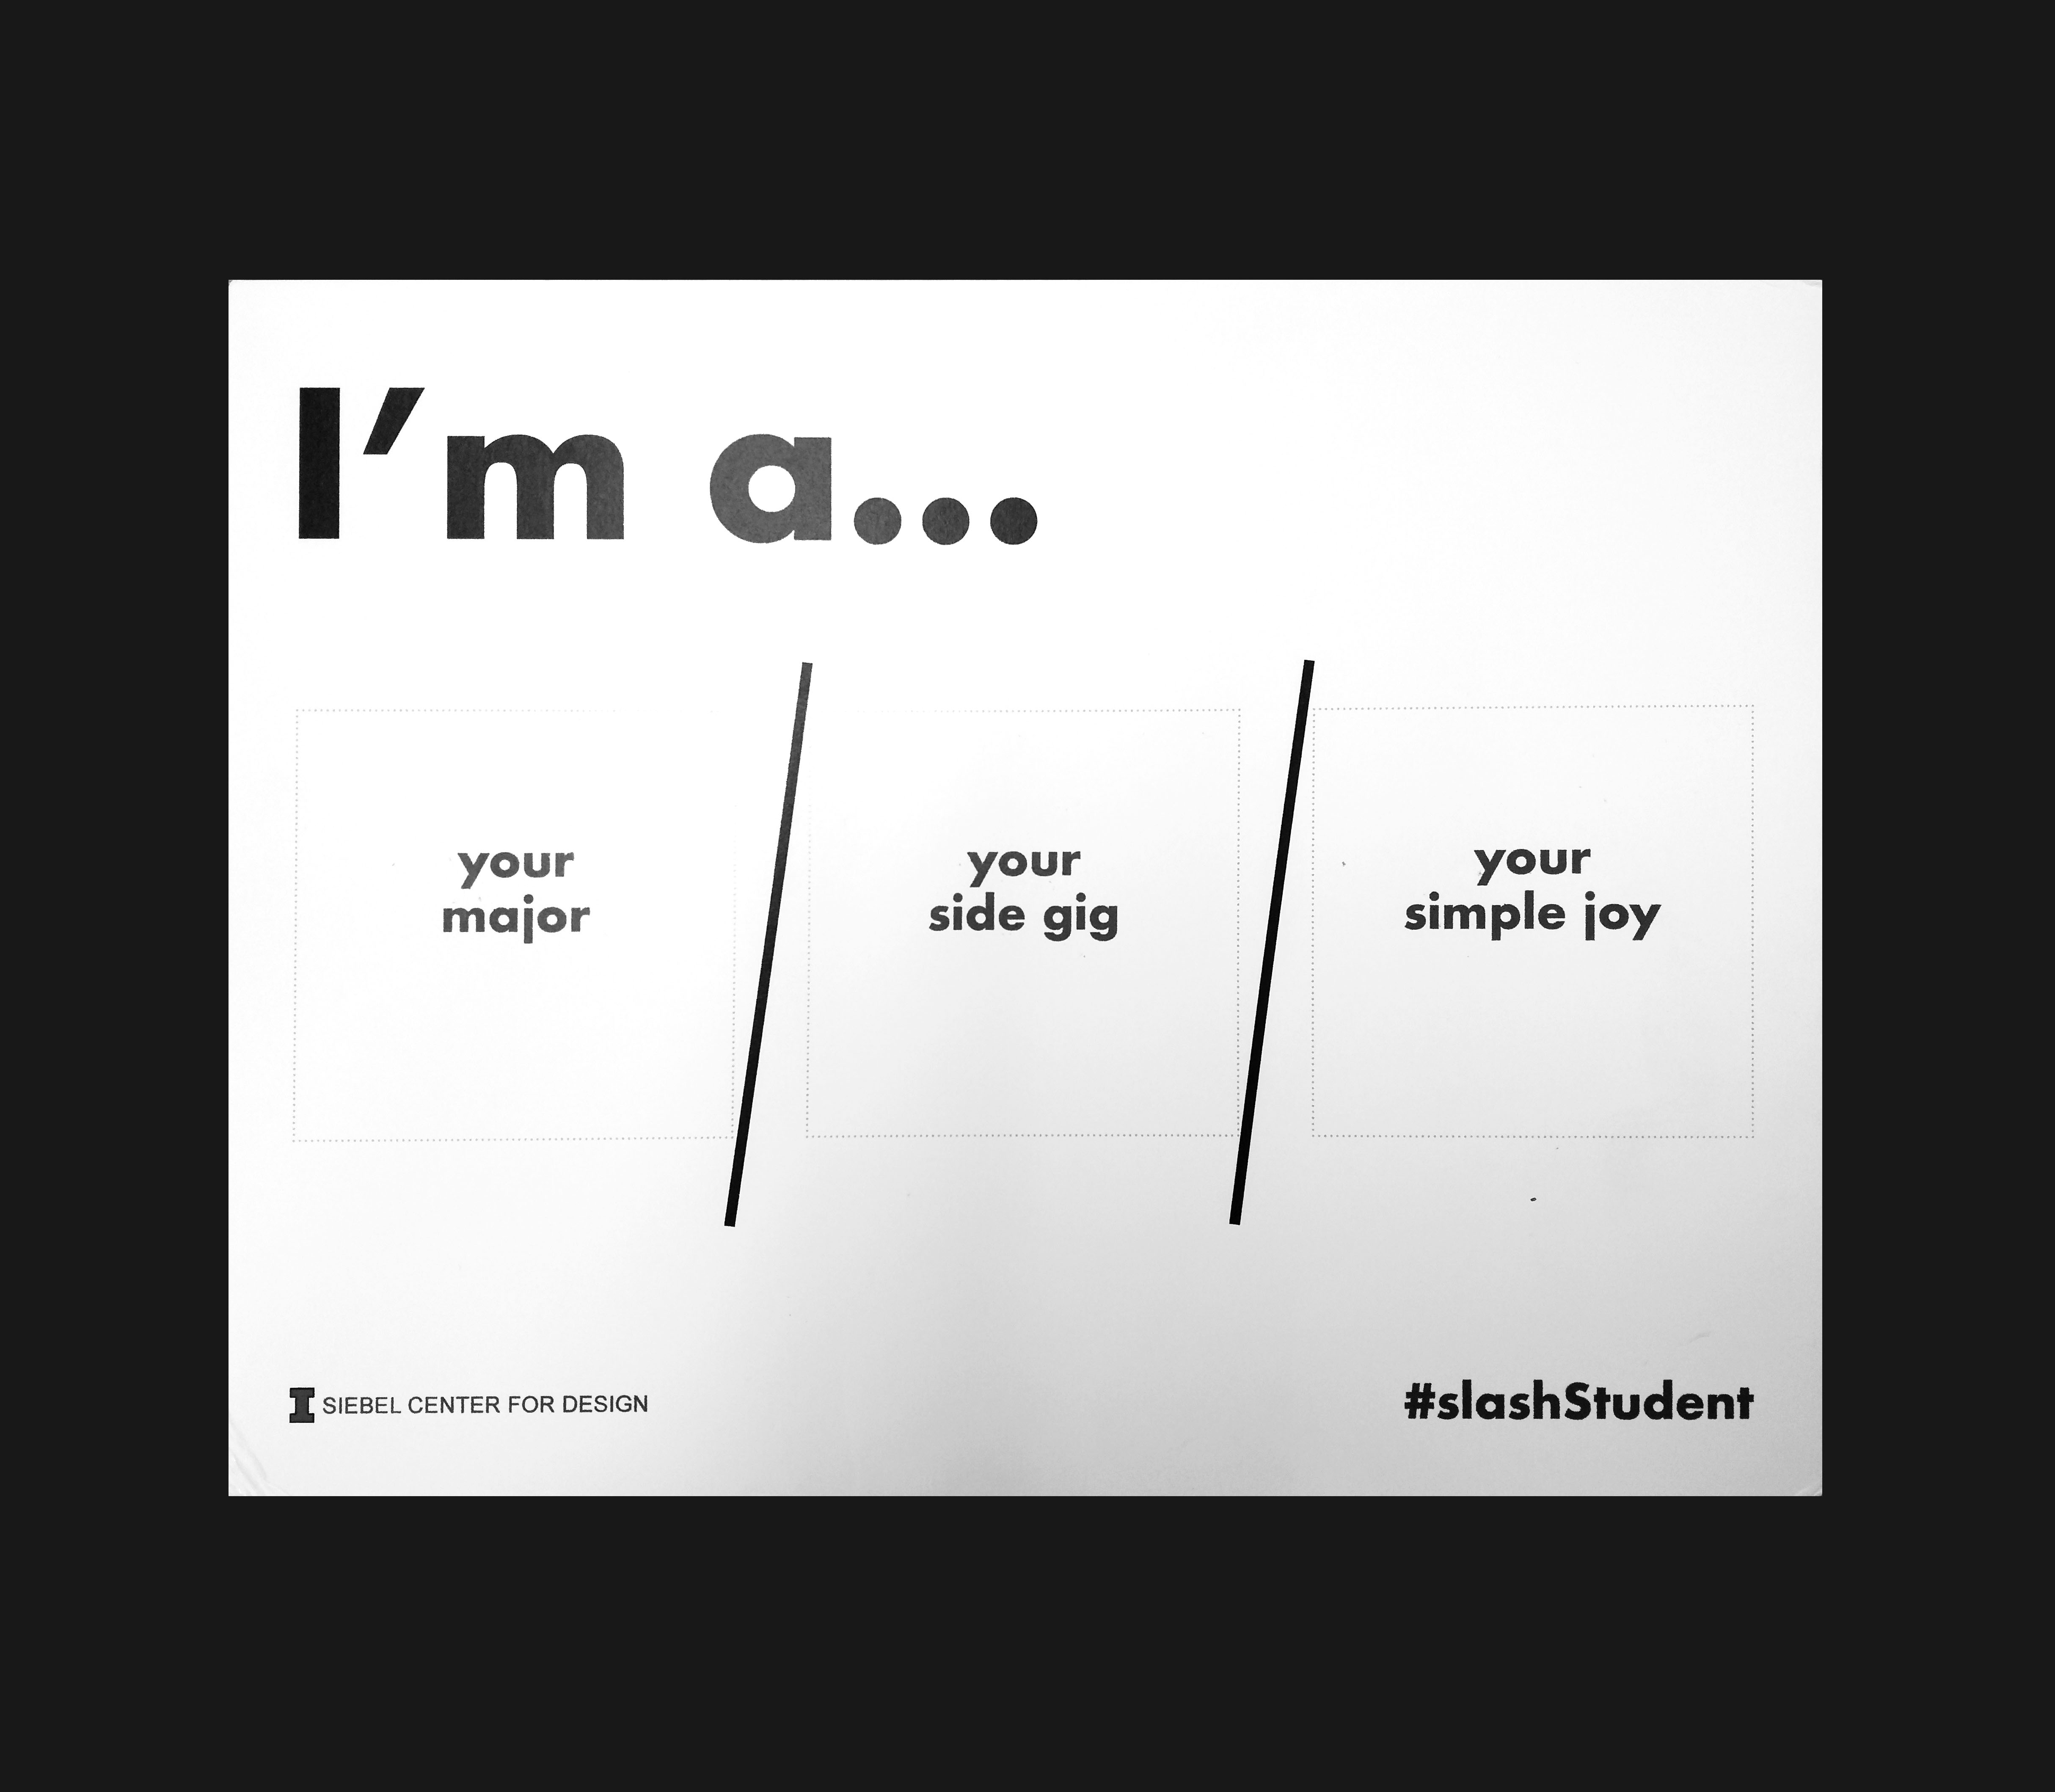 I'm a...
your
major
your
side gig
your
simple joy
I SIEBEL CENTER FOR DESIGN
#slashStudent